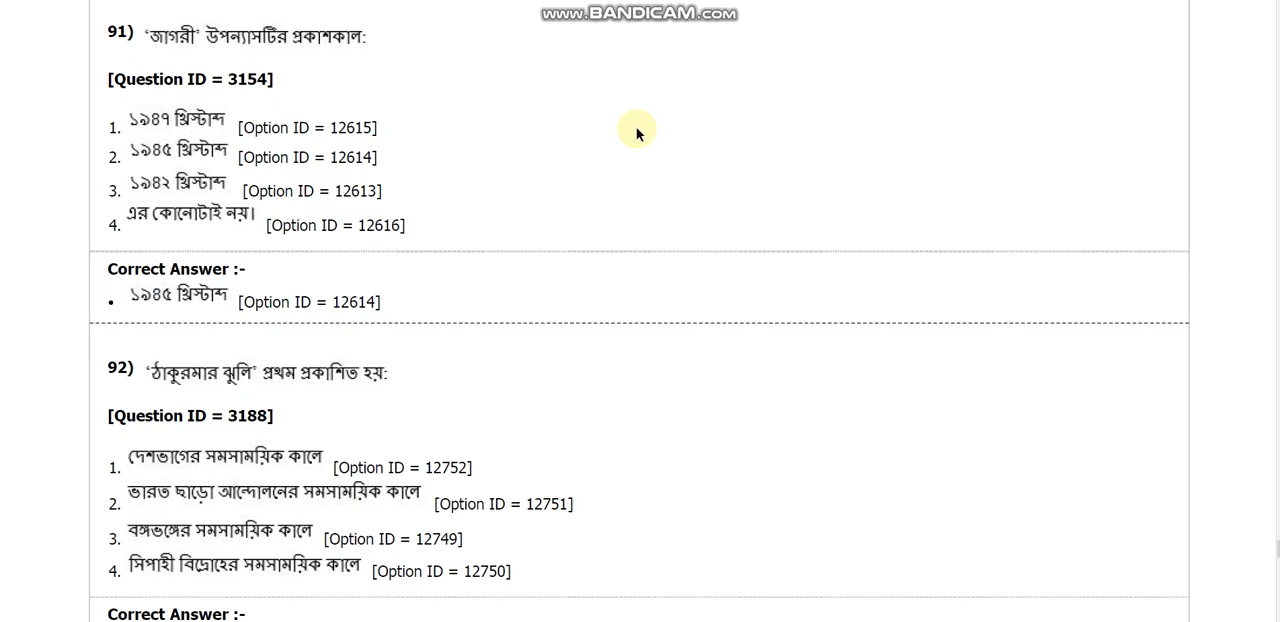 www.BANDICAM.com
91) ‘জাগরী’ উপন্যাসটির প্রকাশকাল:
[Question ID = 3154]
1. ১৯৪৭ খ্রিস্টাব্দ [Option ID = 12615]
2. ১৯৪৫ খ্রিস্টাব্দ [Option ID = 12614]
3. ১৯৪২ খ্রিস্টাব্দ [Option ID = 12613]
4. এর কোনোটাই নয়। [Option ID = 12616]
Correct Answer :-
• ১৯৪৫ খ্রিস্টাব্দ [Option ID = 12614]
92) ‘ঠাকুরমার ঝুলি’ প্রথম প্রকাশিত হয়:
[Question ID = 3188]
1. দেশভাগের সমসাময়িক কালে [Option ID = 12752]
2. ভারত ছাড়ো আন্দোলনের সমসাময়িক কালে [Option ID = 12751]
3. বঙ্গভঙ্গের সমসাময়িক কালে [Option ID = 12749]
4. সিপাহী বিদ্রোহের সমসাময়িক কালে [Option ID = 12750]
Correct Answer :-